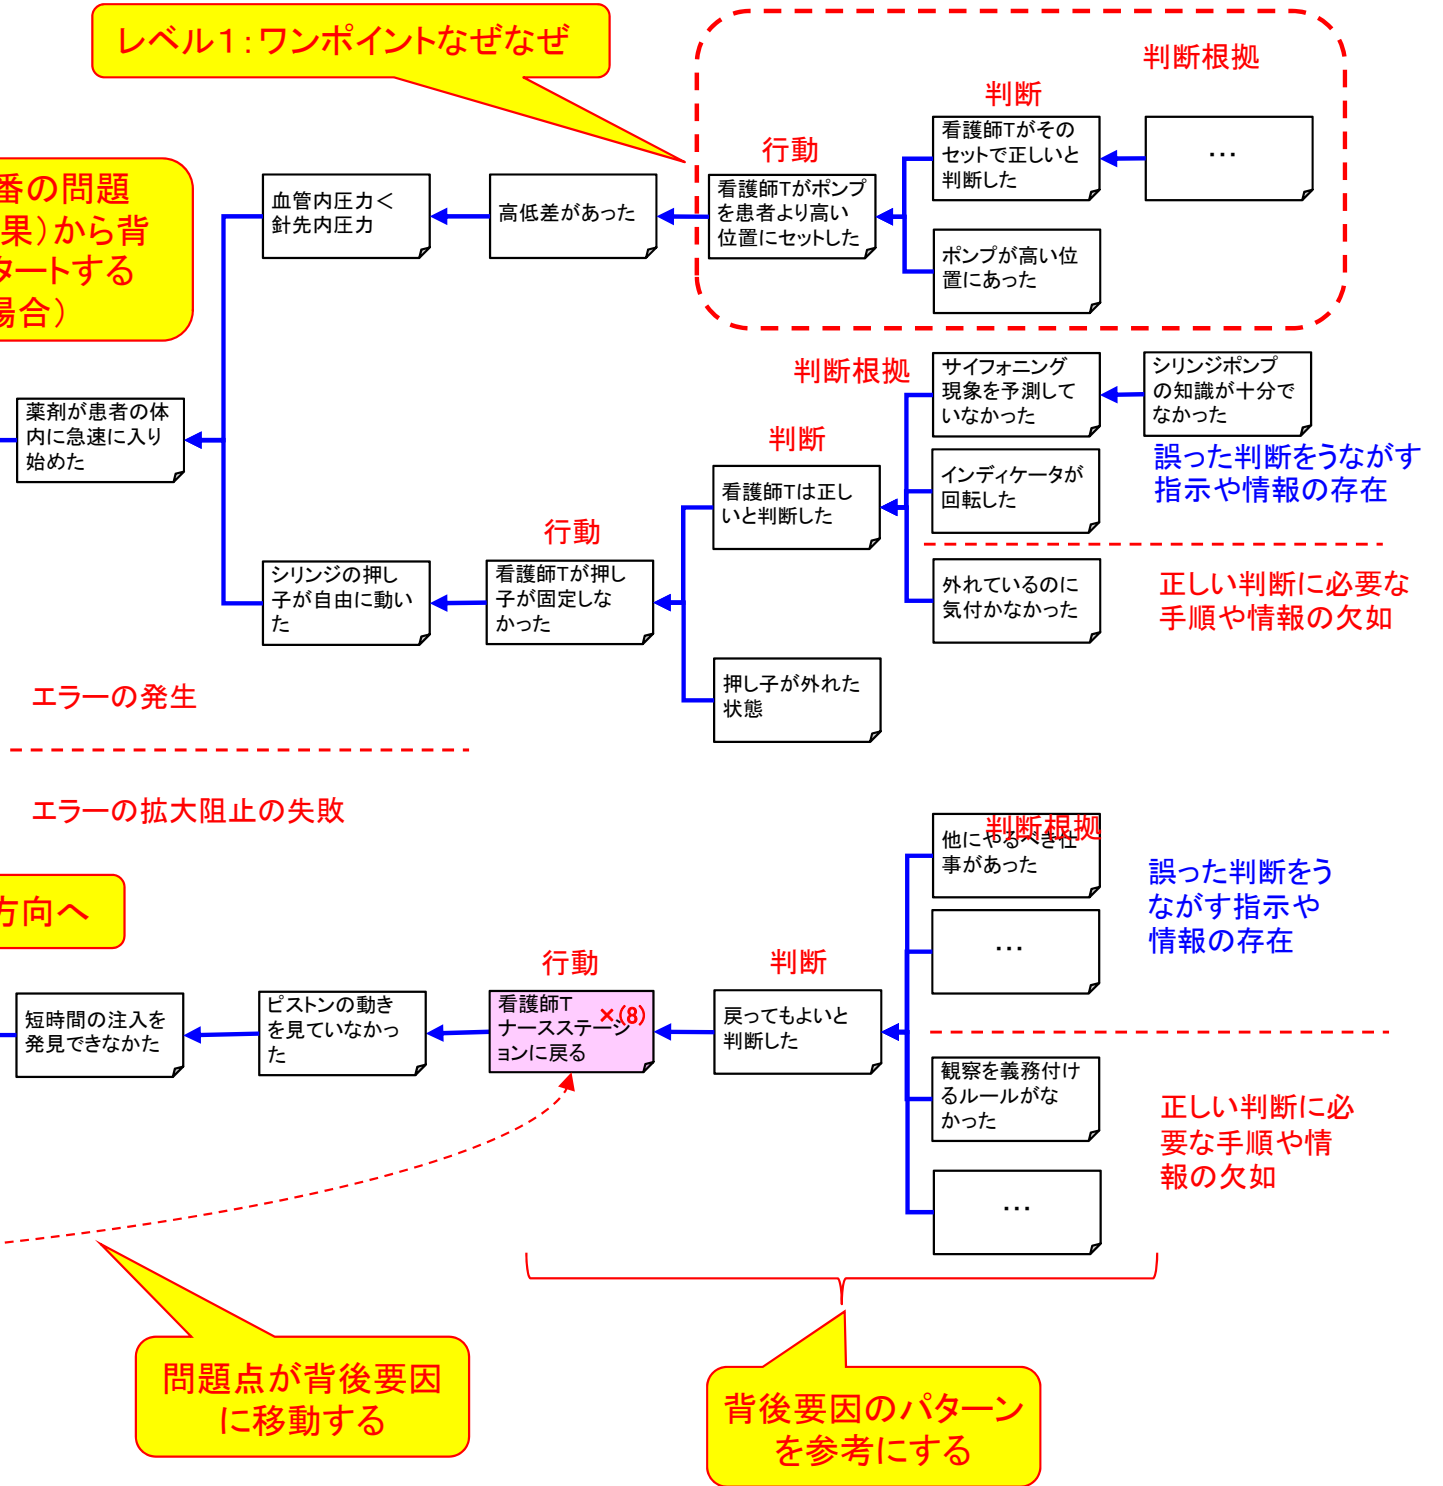 レベル1：ワンポイントなぜなぜ
判断根拠
判断
行動
番の問題
果）から背
タートする
場合）
血管内圧力＜
針先内圧力
高低差があった
看護師Tがポンプ
を患者より高い
位置にセットした
看護師Tがその
セットで正しいと
判断した
…
ポンプが高い位
置にあった
薬剤が患者の体
内に急速に入り
始めた
判断根拠
判断
行動
サイフォニング
現象を予測して
いなかった
シリンジポンプ
の知識が十分で
なかった
誤った判断をうながす
指示や情報の存在
インディケータが
回転した
看護師Tは正し
いと判断した
シリンジの押し
子が自由に動い
た
看護師Tが押し
子が固定しな
かった
外れているのに
気付かなかった
正しい判断に必要な
手順や情報の欠如
押し子が外れた
状態
エラーの発生
エラーの拡大阻止の失敗
方向へ
判断根拠
他にやるべき仕
事があった
誤った判断をう
ながす指示や
情報の存在
…
行動
判断
短時間の注入を
発見できなかた
ピストンの動き
を見ていなかっ
た
看護師T
ナースステーシ
ョンに戻る
×(8)
戻ってもよいと
判断した
観察を義務付け
るルールがな
かった
正しい判断に必
要な手順や情
報の欠如
…
問題点が背後要因
に移動する
背後要因のパターン
を参考にする